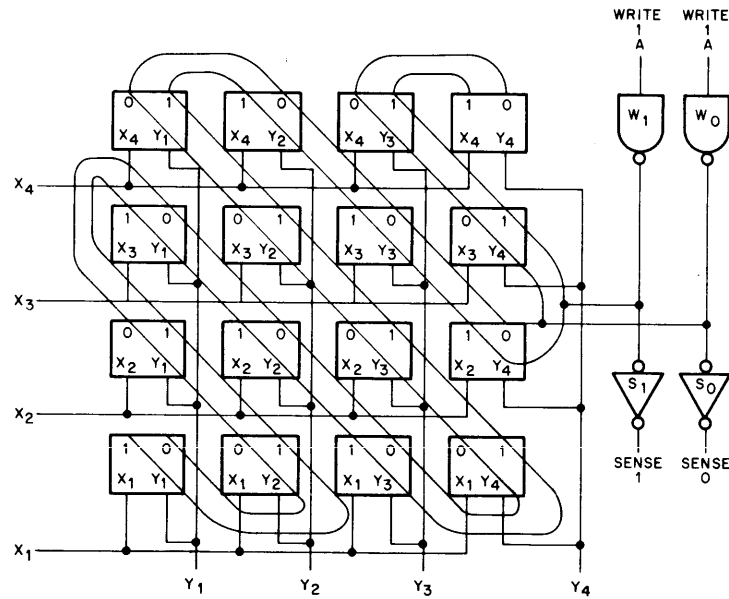 WRITE WRITE
1 1
A A
0 1 1 0 0 1 1 0
W1 W0
X4 Y1 X4 Y2 X4 Y3 X4 Y4
X4
1 0 0 1 1 0 0 1
X3 Y1 X3 Y2 X3 Y3 X3 Y4
X3
0 1 1 0 0 1 1 0
X2 Y1 X2 Y2 X2 Y3 X2 Y4
S1 S0
X2
1 0 0 1 1 0 0 1
SENSE SENSE
1 0
X1 Y1 X1 Y2 X1 Y3 X1 Y4
X1
Y1 Y2 Y3 Y4